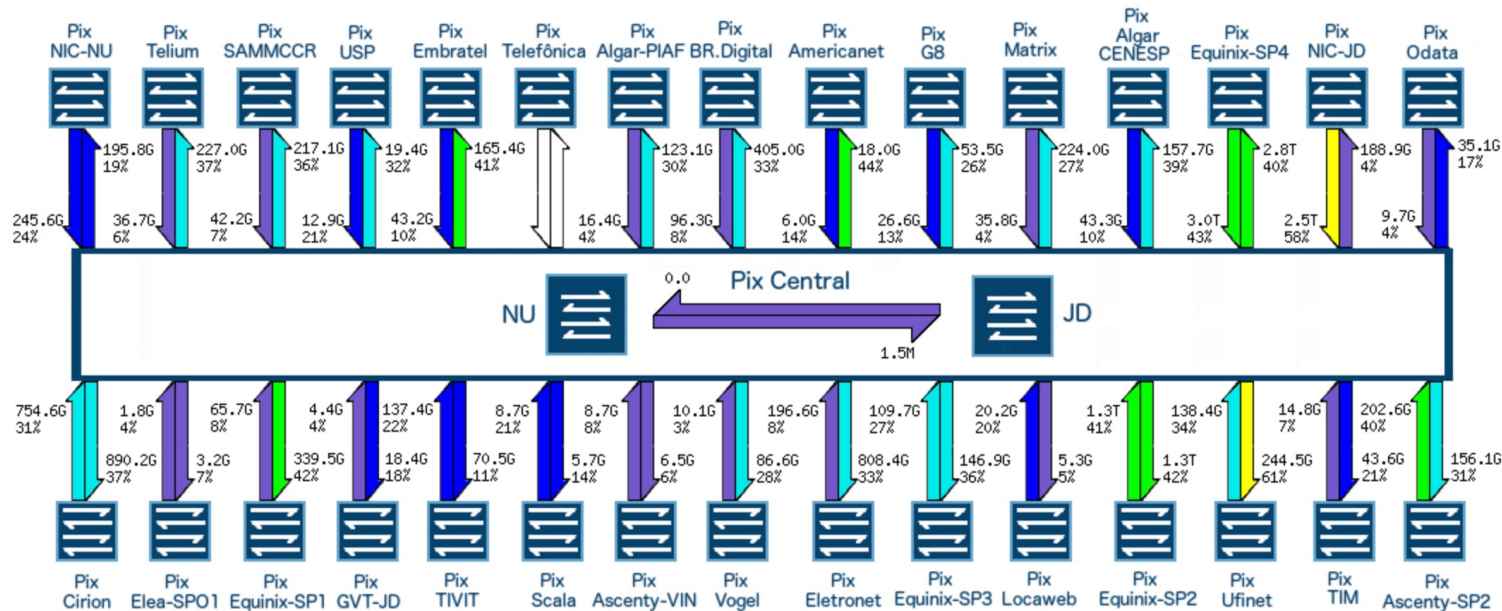 Pix
NIC-NU
Pix
Telium
Pix
SAMMCCR
Pix
USP
Pix
Embratel
Pix
Telefônica
Pix
Algar-PIAF
Pix
BR.Digital
Pix
Americanet
Pix
G8
Pix
Matrix
Pix
Algar
CENESP
Pix
Equinix-SP4
Pix
NIC-JD
Pix
Odata
195.8G
19%
245.6G
24%
227.0G
37%
36.7G
6%
217.1G
36%
42.2G
7%
19.4G
32%
12.9G
21%
165.4G
41%
43.2G
10%
123.1G
30%
16.4G
4%
405.0G
33%
96.3G
8%
18.0G
44%
6.0G
14%
53.5G
26%
26.6G
13%
224.0G
27%
35.8G
4%
157.7G
39%
43.3G
10%
2.8T
40%
3.0T
43%
188.9G
4%
2.5T
58%
35.1G
17%
9.7G
4%
Pix Central
0.0
NU
JD
1.5M
754.6G
31%
890.2G
37%
1.8G
4%
3.2G
7%
65.7G
8%
339.5G
42%
4.4G
4%
18.4G
18%
137.4G
22%
70.5G
11%
8.7G
21%
5.7G
14%
8.7G
8%
6.5G
6%
10.1G
3%
86.6G
28%
196.6G
8%
808.4G
33%
109.7G
27%
146.9G
36%
20.2G
20%
5.3G
5%
1.3T
41%
1.3T
42%
138.4G
34%
244.5G
61%
14.8G
7%
43.6G
21%
202.6G
40%
156.1G
31%
Pix
Cirion
Pix
Elea-SPO1
Pix
Equinix-SP1
Pix
GVT-JD
Pix
TIVIT
Pix
Scala
Pix
Ascenty-VIN
Pix
Vogel
Pix
Eletronet
Pix
Equinix-SP3
Pix
Locaweb
Pix
Equinix-SP2
Pix
Ufinet
Pix
TIM
Pix
Ascenty-SP2